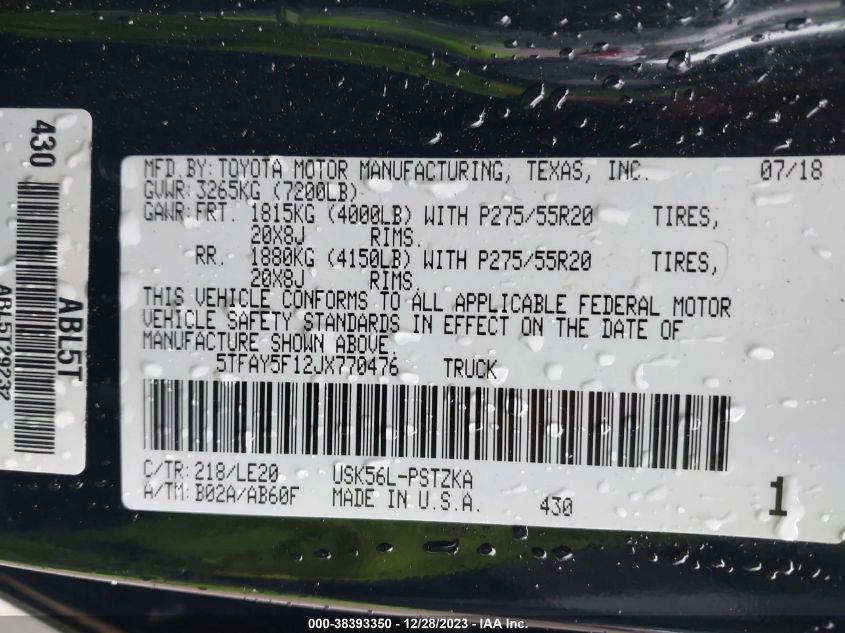 430
ABL5T
ABL5T29232
MFD.BY: TOYOTA MOTOR MANUFACTURING, TEXAS, INC. 07/18
GVWR: 3265KG (7200LB)
GAWR: FRT. 1815KG (4000LB) WITH P275/55R20 TIRES,
20X8J RIMS.
RR. 1880KG (4150LB) WITH P275/55R20 TIRES,
20X8J RIMS.
THIS VEHICLE CONFORMS TO ALL APPLICABLE FEDERAL MOTOR
VEHICLE SAFETY STANDARDS IN EFFECT ON THE DATE OF
MANUFACTURE SHOWN ABOVE.
5TFAY5F12JX770476 TRUCK
C/TR: 218/LE20 USK56L-PSTZKA
A/TM: B02A/AB60F MADE IN U.S.A. 430 1
000-38393350 - 12/28/2023 - IAA Inc.